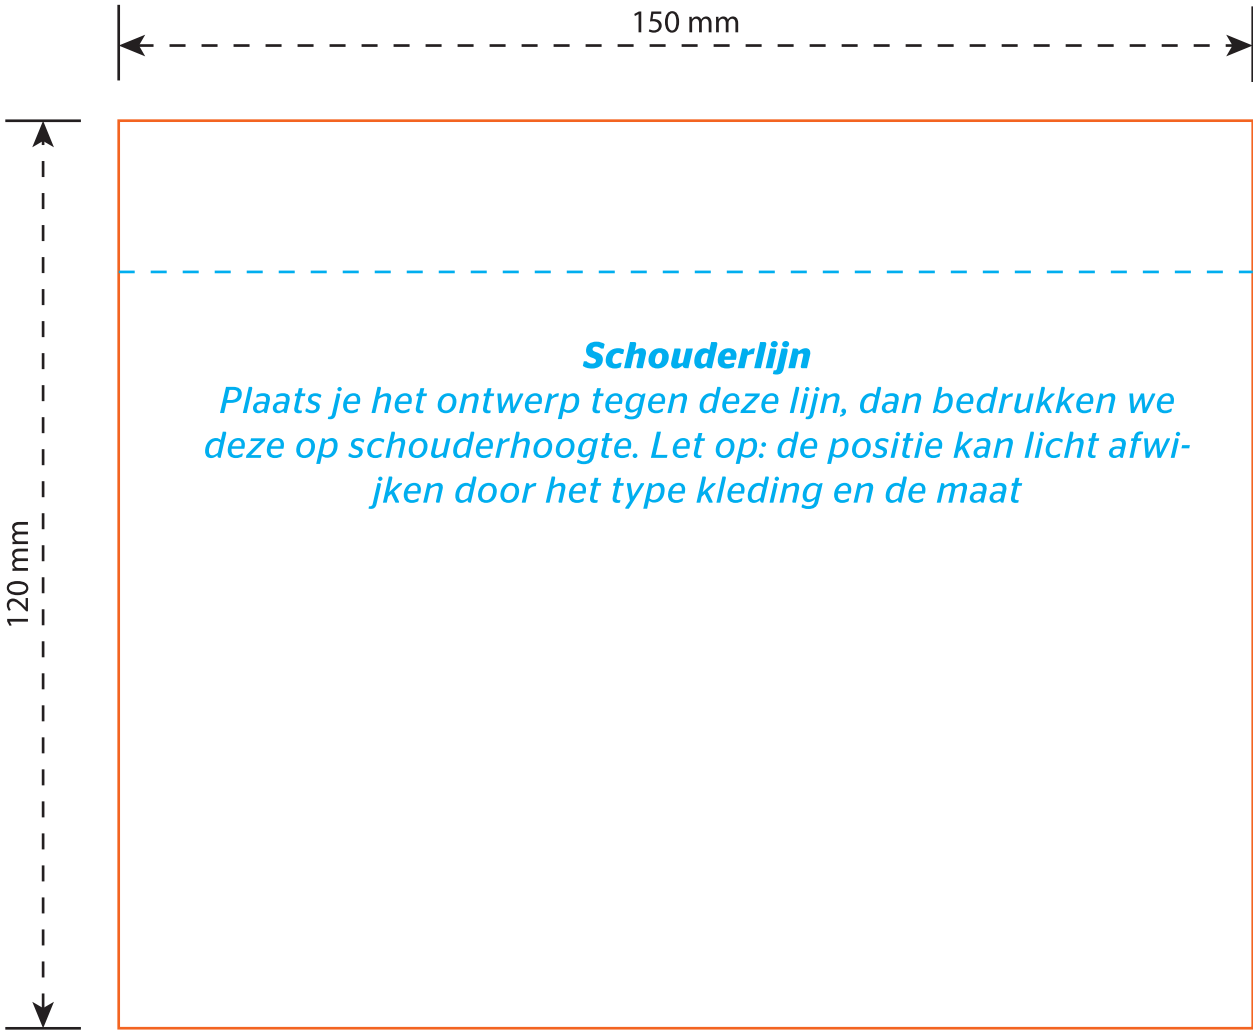 150 mm
120 mm
Schouderlijn
Plaats je het ontwerp tegen deze lijn, dan bedrukken we
deze op schouderhoogte. Let op: de positie kan licht afwi-
jken door het type kleding en de maat